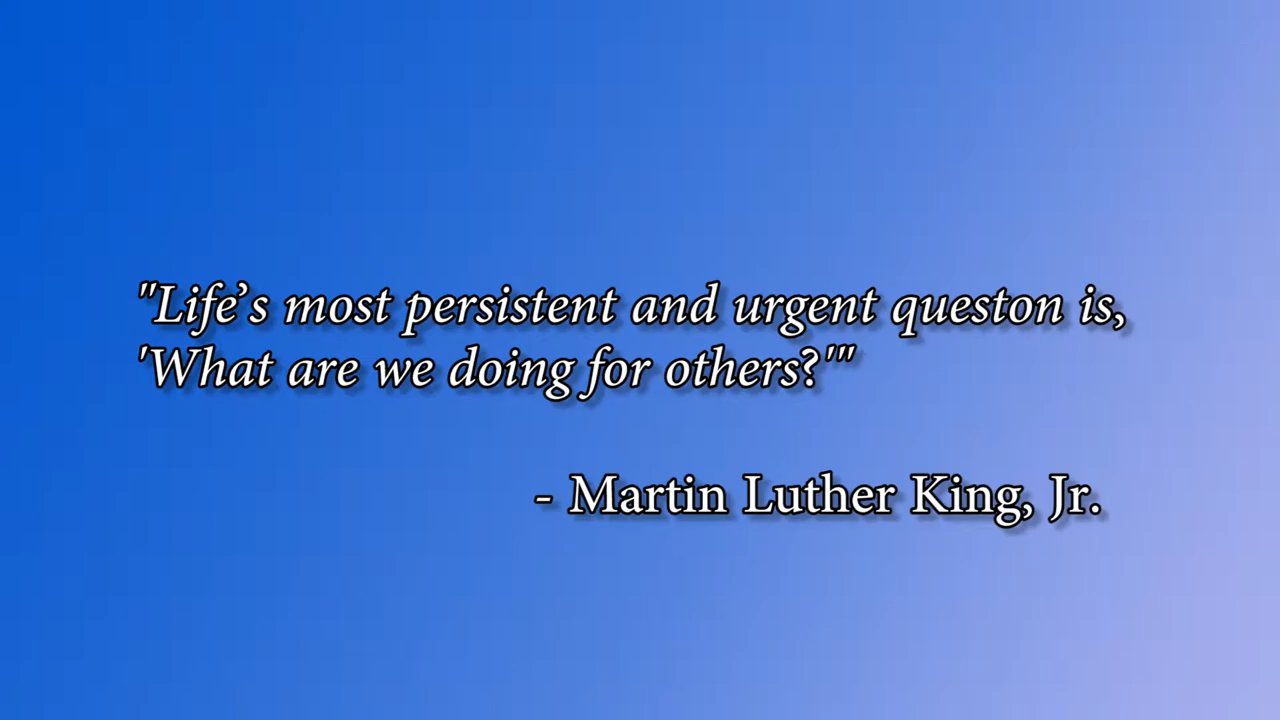 "Life’s most persistent and urgent queston is,
'What are we doing for others?'"
- Martin Luther King, Jr.